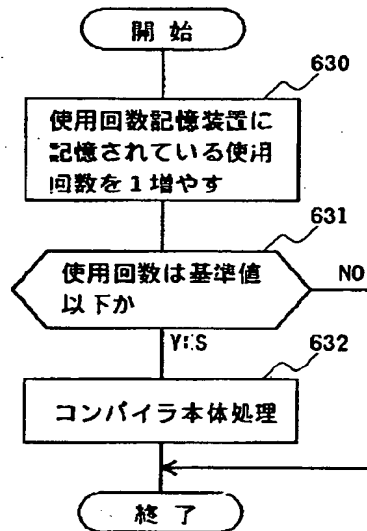 開始
630
使用回数記憶装置に
記憶されている使用
回数を1増やす
631
使用回数は基準値
以下か
NO
YES
632
コンパイラ本体処理
終了